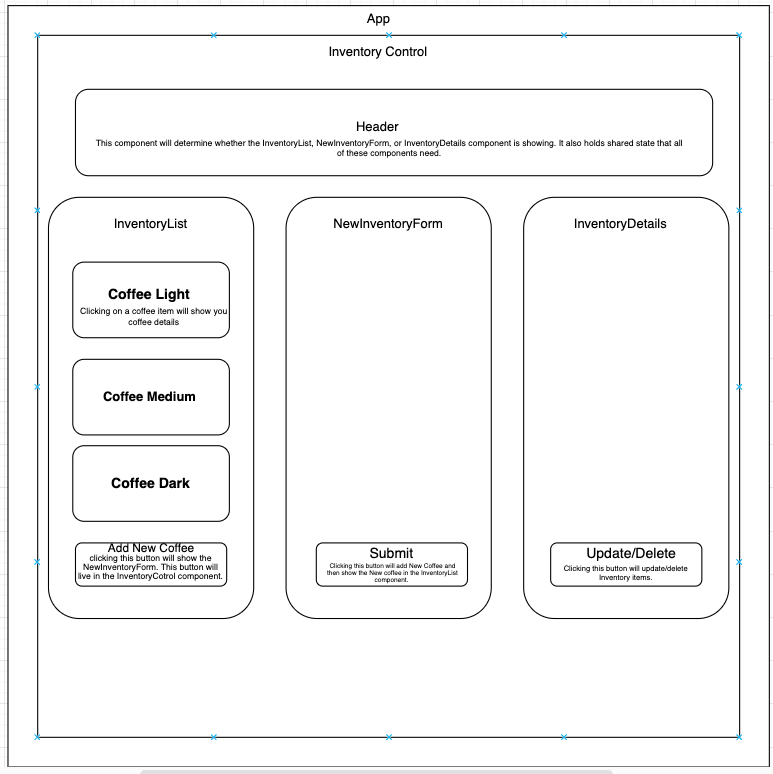 App
Inventory Control
Header
This component will determine whether the InventoryList, NewInventoryForm, or InventoryDetails component is showing. It also holds shared state that all
of these components need.
InventoryList
Coffee Light
Clicking on a coffee item will show you
coffee details
Coffee Medium
Coffee Dark
Add New Coffee
clicking this button will show the
NewInventoryForm. This button will
live in the InventoryCotrol component.
NewInventoryForm
Submit
Clicking this button will add New Coffee and
then show the New coffee in the InventoryList
component.
InventoryDetails
Update/Delete
Clicking this button will update/delete
Inventory items.